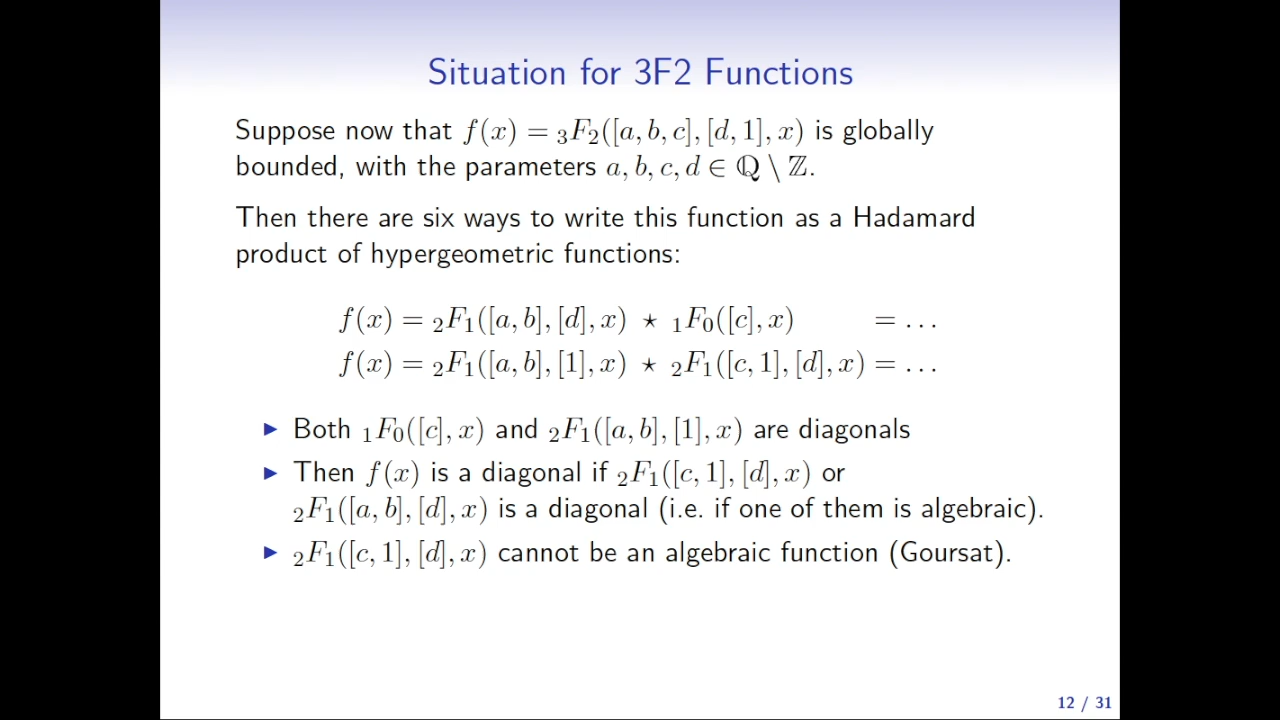 Situation for 3F2 Functions
Suppose now that f(x) = ₃F₂([a, b, c], [d, 1], x) is globally
bounded, with the parameters a, b, c, d ∈ ℚ \ ℤ.
Then there are six ways to write this function as a Hadamard
product of hypergeometric functions:
f(x) = ₂F₁([a, b], [d], x) ⋆ ₁F₀([c], x) = . . .
f(x) = ₂F₁([a, b], [1], x) ⋆ ₂F₁([c, 1], [d], x) = . . .
▶ Both ₁F₀([c], x) and ₂F₁([a, b], [1], x) are diagonals
▶ Then f(x) is a diagonal if ₂F₁([c, 1], [d], x) or
₂F₁([a, b], [d], x) is a diagonal (i.e. if one of them is algebraic).
▶ ₂F₁([c, 1], [d], x) cannot be an algebraic function (Goursat).
12 / 31